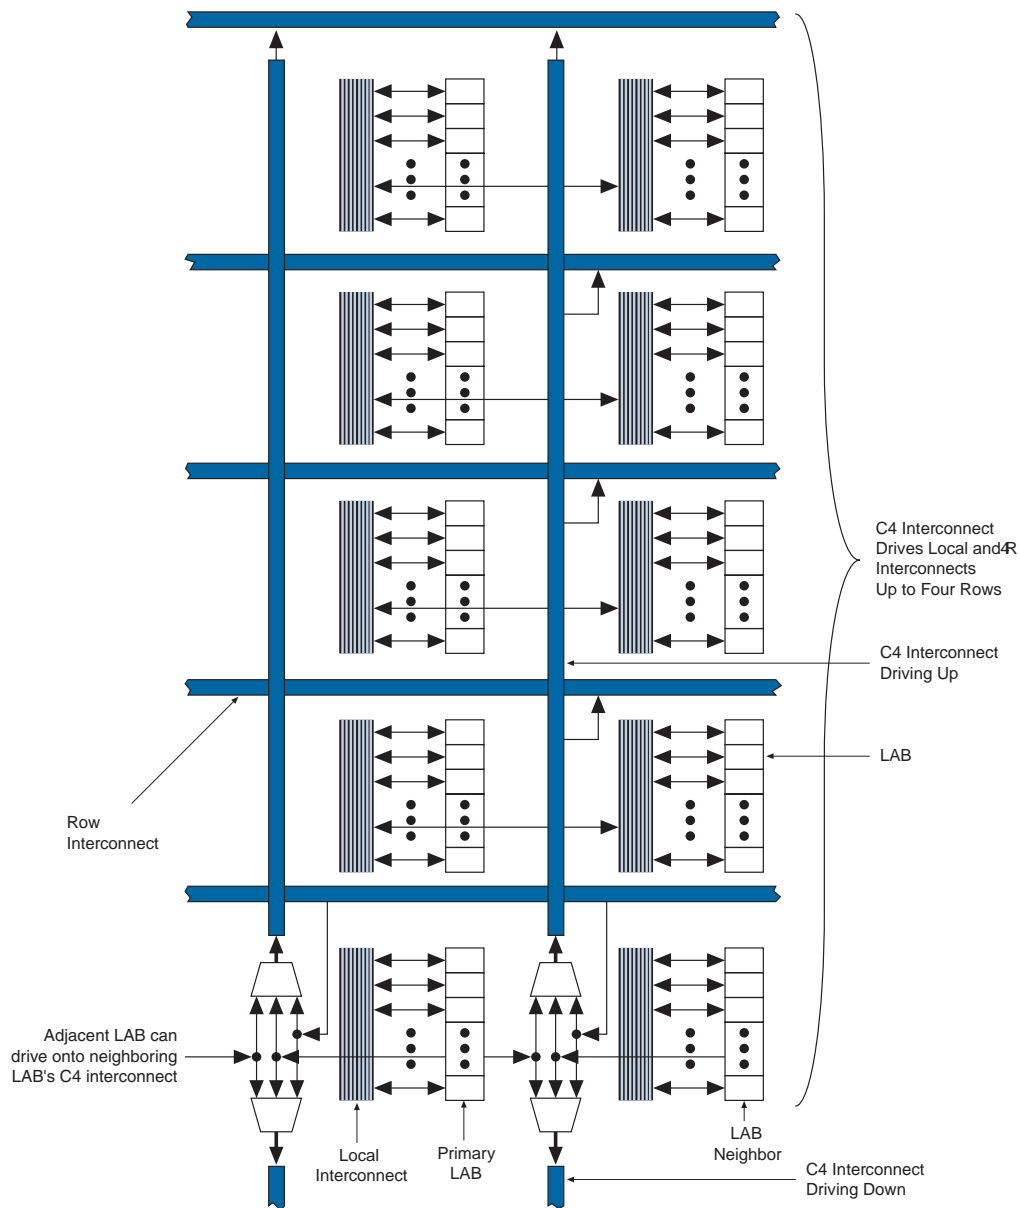 C4 Interconnect
Drives Local and R4
Interconnects
Up to Four Rows
C4 Interconnect
Driving Up
LAB
Row
Interconnect
Adjacent LAB can
drive onto neighboring
LAB's C4 interconnect
Local
Interconnect
Primary
LAB
LAB
Neighbor
C4 Interconnect
Driving Down